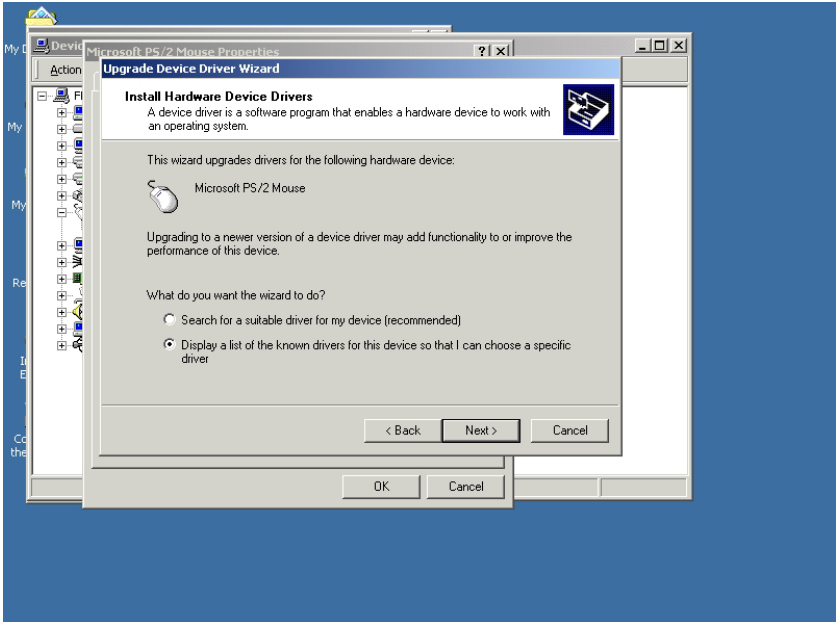 Microsoft PS/2 Mouse Properties
Action
Upgrade Device Driver Wizard
Install Hardware Device Drivers
A device driver is a software program that enables a hardware device to work with
an operating system.
This wizard upgrades drivers for the following hardware device:
Microsoft PS/2 Mouse
Upgrading to a newer version of a device driver may add functionality to or improve the
performance of this device.
What do you want the wizard to do?
Search for a suitable driver for my device (recommended)
Display a list of the known drivers for this device so that I can choose a specific
driver
< Back
Next >
Cancel
OK
Cancel
My
My
the